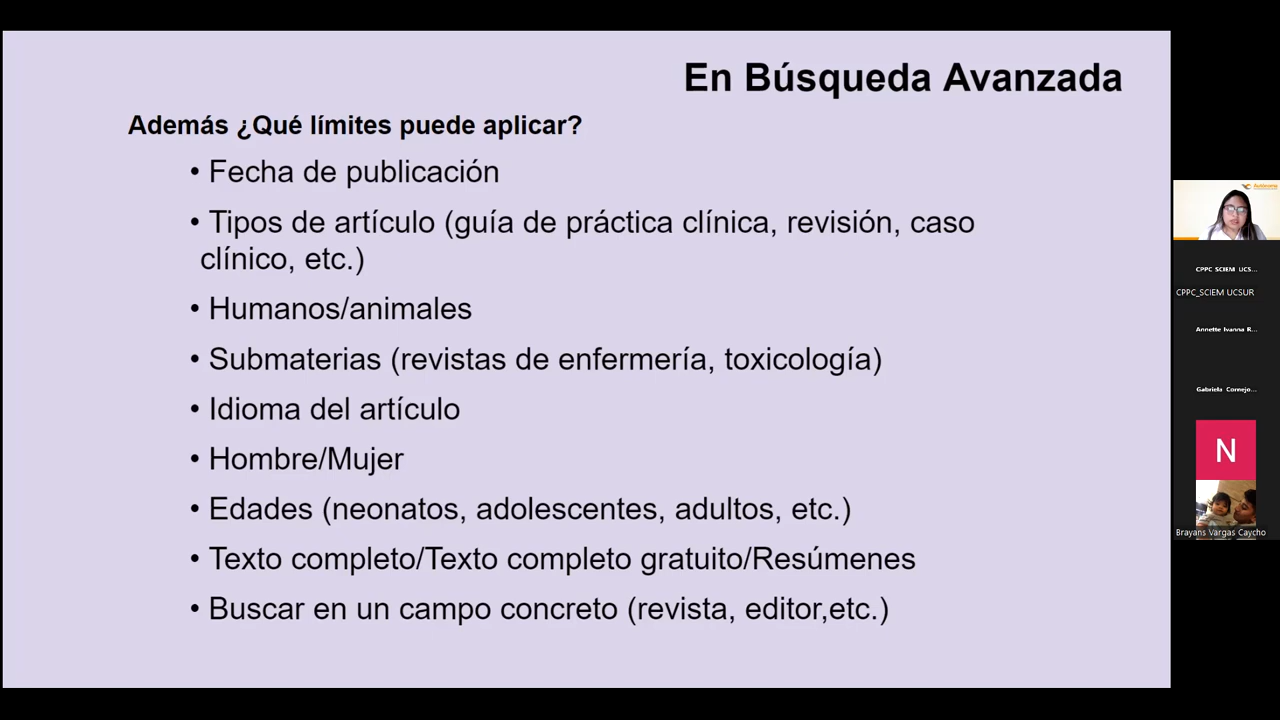 En Búsqueda Avanzada
Además ¿Qué límites puede aplicar?
• Fecha de publicación
• Tipos de artículo (guía de práctica clínica, revisión, caso
clínico, etc.)
• Humanos/animales
• Submaterias (revistas de enfermería, toxicología)
• Idioma del artículo
• Hombre/Mujer
• Edades (neonatos, adolescentes, adultos, etc.)
• Texto completo/Texto completo gratuito/Resúmenes
• Buscar en un campo concreto (revista, editor,etc.)
Autónoma
CPPC_SCIEM UCS...
CPPC_SCIEM UCSUR
Annette Ivanna R...
Gabriela Cornejo...
N
Brayans Vargas Caycho